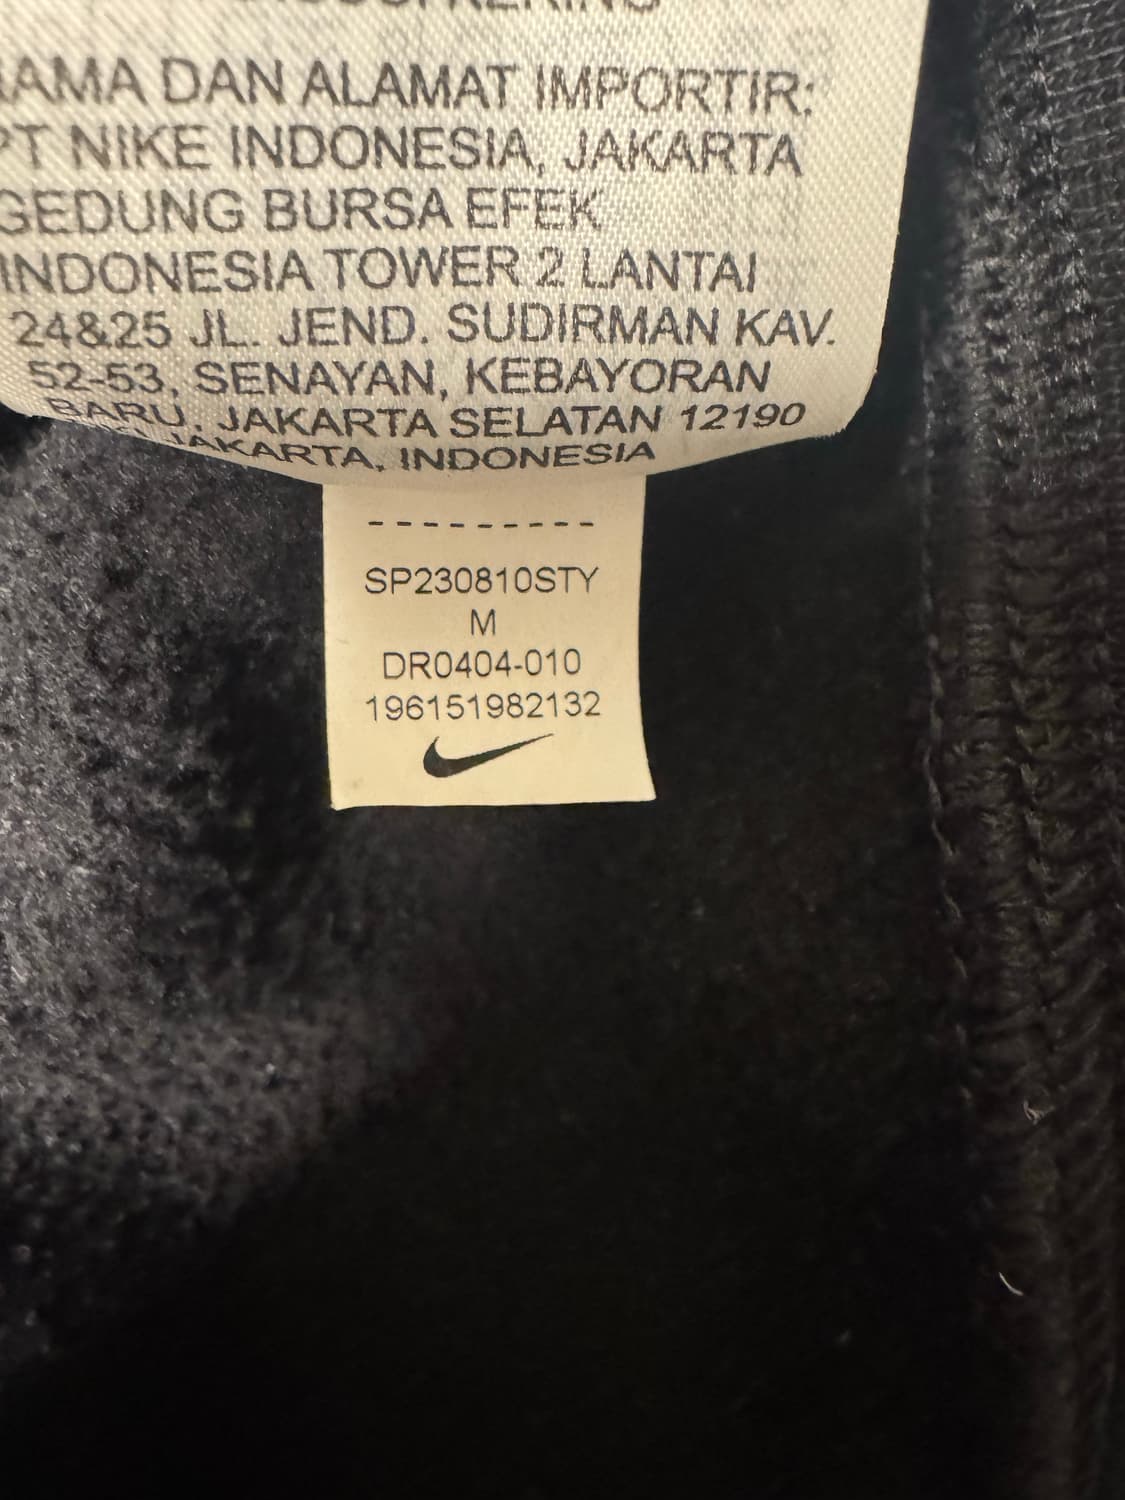 NAMA DAN ALAMAT IMPORTIR:
PT NIKE INDONESIA, JAKARTA
GEDUNG BURSA EFEK
INDONESIA TOWER 2 LANTAI
24&25 JL. JEND. SUDIRMAN KAV.
52-53, SENAYAN, KEBAYORAN
BARU, JAKARTA SELATAN 12190
JAKARTA, INDONESIA
---------
SP230810STY
M
DR0404-010
196151982132